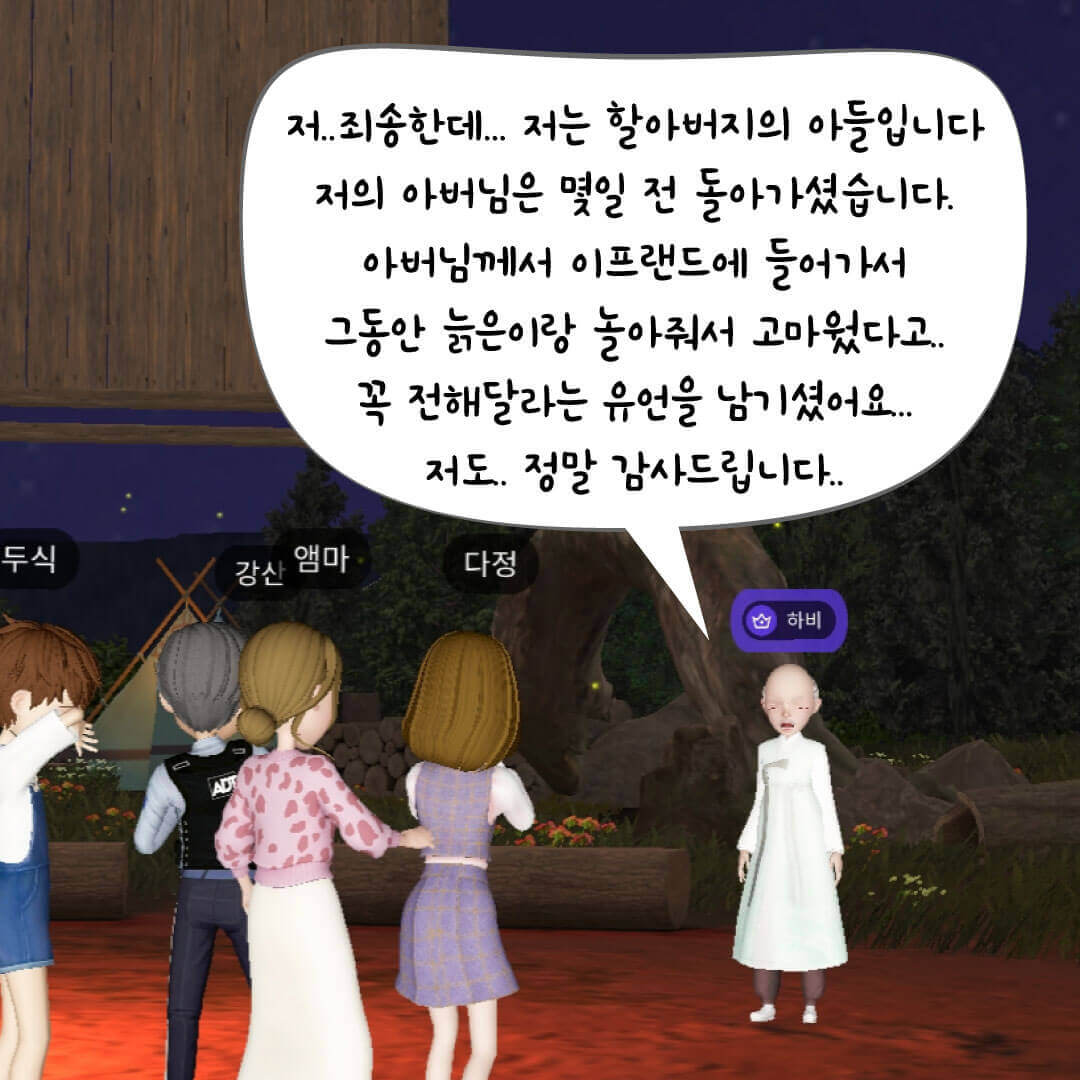 저..죄송한데... 저는 할아버지의 아들입니다
저의 아버님은 몇일 전 돌아가셨습니다.
아버님께서 이프랜드에 들어가서
그동안 늙은이랑 놀아줘서 고마웠다고..
꼭 전해달라는 유언을 남기셨어요...
저도.. 정말 감사드립니다..
두식
강산
앰마
다정
하비
ADT